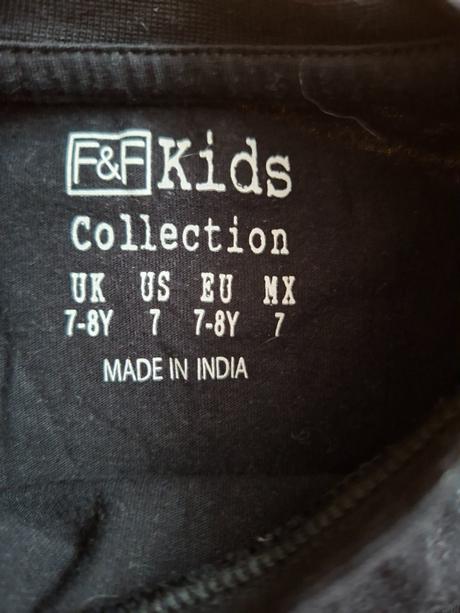 F&F Kids
Collection
UK US EU MX
7-8Y 7 7-8Y 7
MADE IN INDIA